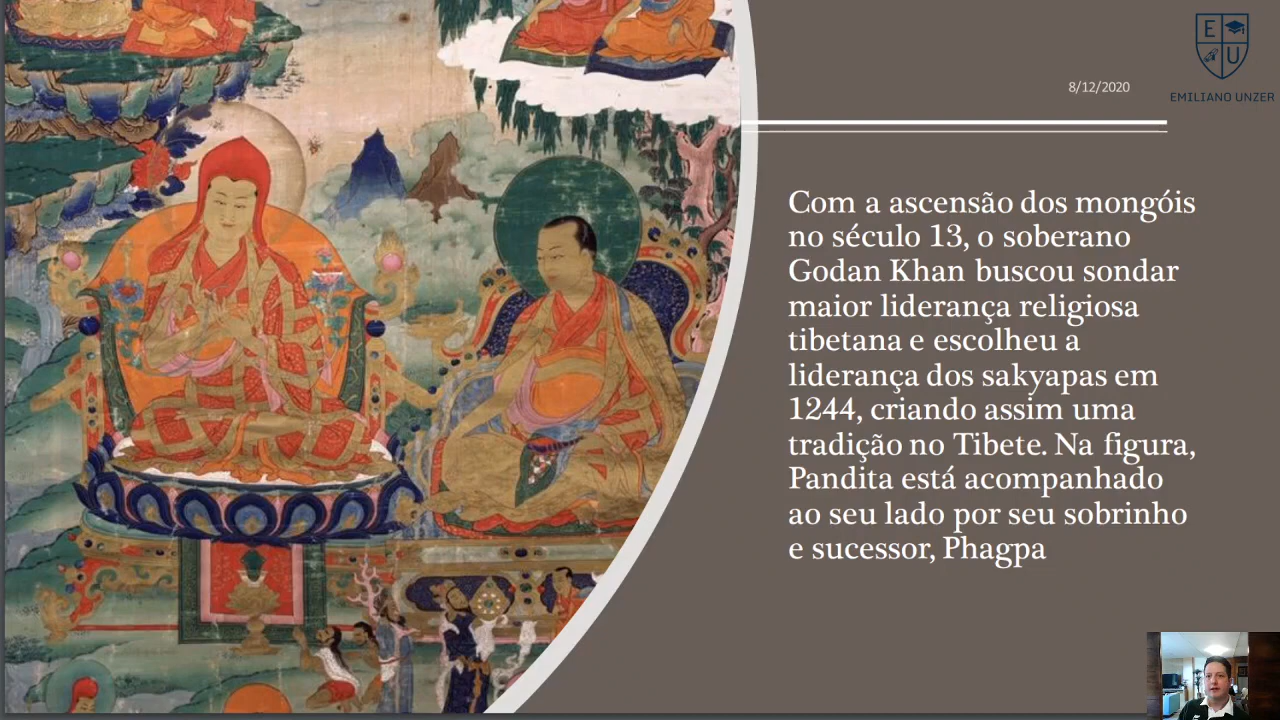 E
U
EMILIANO UNZER
8/12/2020
Com a ascensão dos mongóis
no século 13, o soberano
Godan Khan buscou sondar
maior liderança religiosa
tibetana e escolheu a
liderança dos sakyapas em
1244, criando assim uma
tradição no Tibete. Na figura,
Pandita está acompanhado
ao seu lado por seu sobrinho
e sucessor, Phagpa